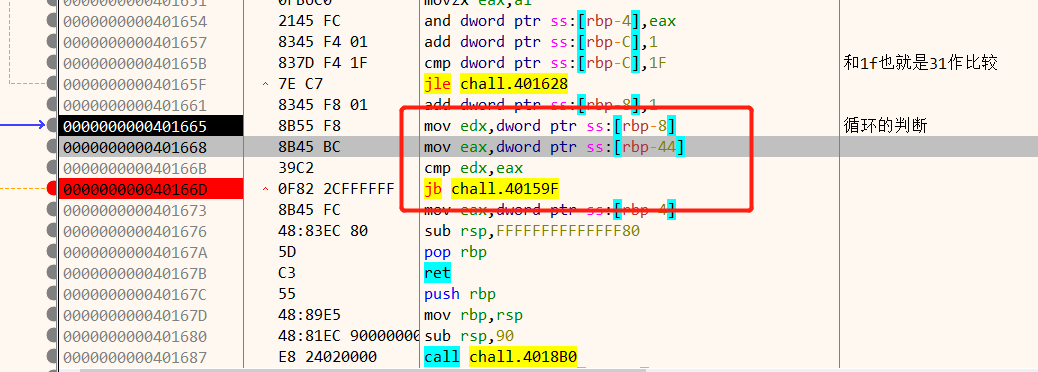 0000000000401651 0FB6C0 movzx eax,al
0000000000401654 2145 FC and dword ptr ss:[rbp-4],eax
0000000000401657 8345 F4 01 add dword ptr ss:[rbp-C],1
000000000040165B 837D F4 1F cmp dword ptr ss:[rbp-C],1F 和1f也就是31作比较
000000000040165F 7E C7 jle chall.401628
0000000000401661 8345 F8 01 add dword ptr ss:[rbp-8],1
0000000000401665 8B55 F8 mov edx,dword ptr ss:[rbp-8] 循环的判断
0000000000401668 8B45 BC mov eax,dword ptr ss:[rbp-44]
000000000040166B 39C2 cmp edx,eax
000000000040166D 0F82 2CFFFFFF jb chall.40159F
0000000000401673 8B45 FC mov eax,dword ptr ss:[rbp-4]
0000000000401676 48:83EC 80 sub rsp,FFFFFFFFFFFFFF80
000000000040167A 5D pop rbp
000000000040167B C3 ret
000000000040167C 55 push rbp
000000000040167D 48:89E5 mov rbp,rsp
0000000000401680 48:81EC 90000000 sub rsp,90
0000000000401687 E8 24020000 call chall.4018B0